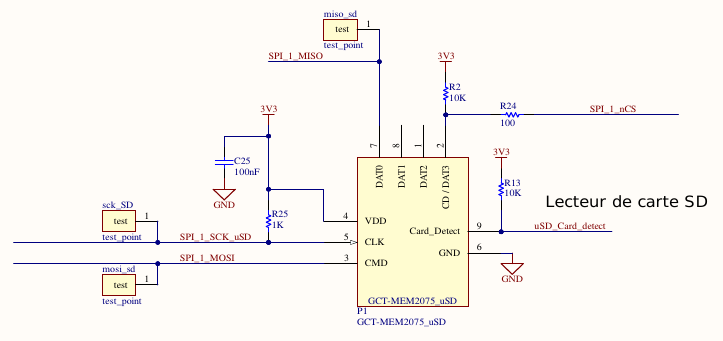 miso_sd
test
1
test_point
SPI_1_MISO
3V3
R2
10K
R24
100
SPI_1_nCS
3V3
C25
100nF
GND
7
8
1
2
DAT0
DAT1
DAT2
CD / DAT3
3V3
R13
10K
Lecteur de carte SD
sck_SD
test
1
test_point
SPI_1_SCK_uSD
R25
1K
4
VDD
5
CLK
3
CMD
Card_Detect
9
uSD_Card_detect
GND
6
GND
SPI_1_MOSI
mosi_sd
test
1
test_point
GCT-MEM2075_uSD
P1
GCT-MEM2075_uSD